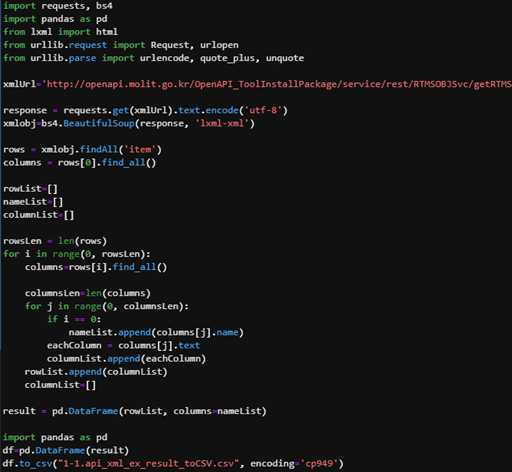 import requests, bs4
import pandas as pd
from lxml import html
from urllib.request import Request, urlopen
from urllib.parse import urlencode, quote_plus, unquote
xmlUrl='http://openapi.molit.go.kr/OpenAPI_ToolInstallPackage/service/rest/RTMSOBJSvc/getRTMS
response = requests.get(xmlUrl).text.encode('utf-8')
xmlobj=bs4.BeautifulSoup(response, 'lxml-xml')
rows = xmlobj.findAll('item')
columns = rows[0].find_all()
rowList=[]
nameList=[]
columnList=[]
rowsLen = len(rows)
for i in range(0, rowsLen):
    columns=rows[i].find_all()
    columnsLen=len(columns)
    for j in range(0, columnsLen):
        if i == 0:
            nameList.append(columns[j].name)
        eachColumn = columns[j].text
        columnList.append(eachColumn)
    rowList.append(columnList)
    columnList=[]
result = pd.DataFrame(rowList, columns=nameList)
import pandas as pd
df=pd.DataFrame(result)
df.to_csv("1-1.api_xml_ex_result_toCSV.csv", encoding='cp949')